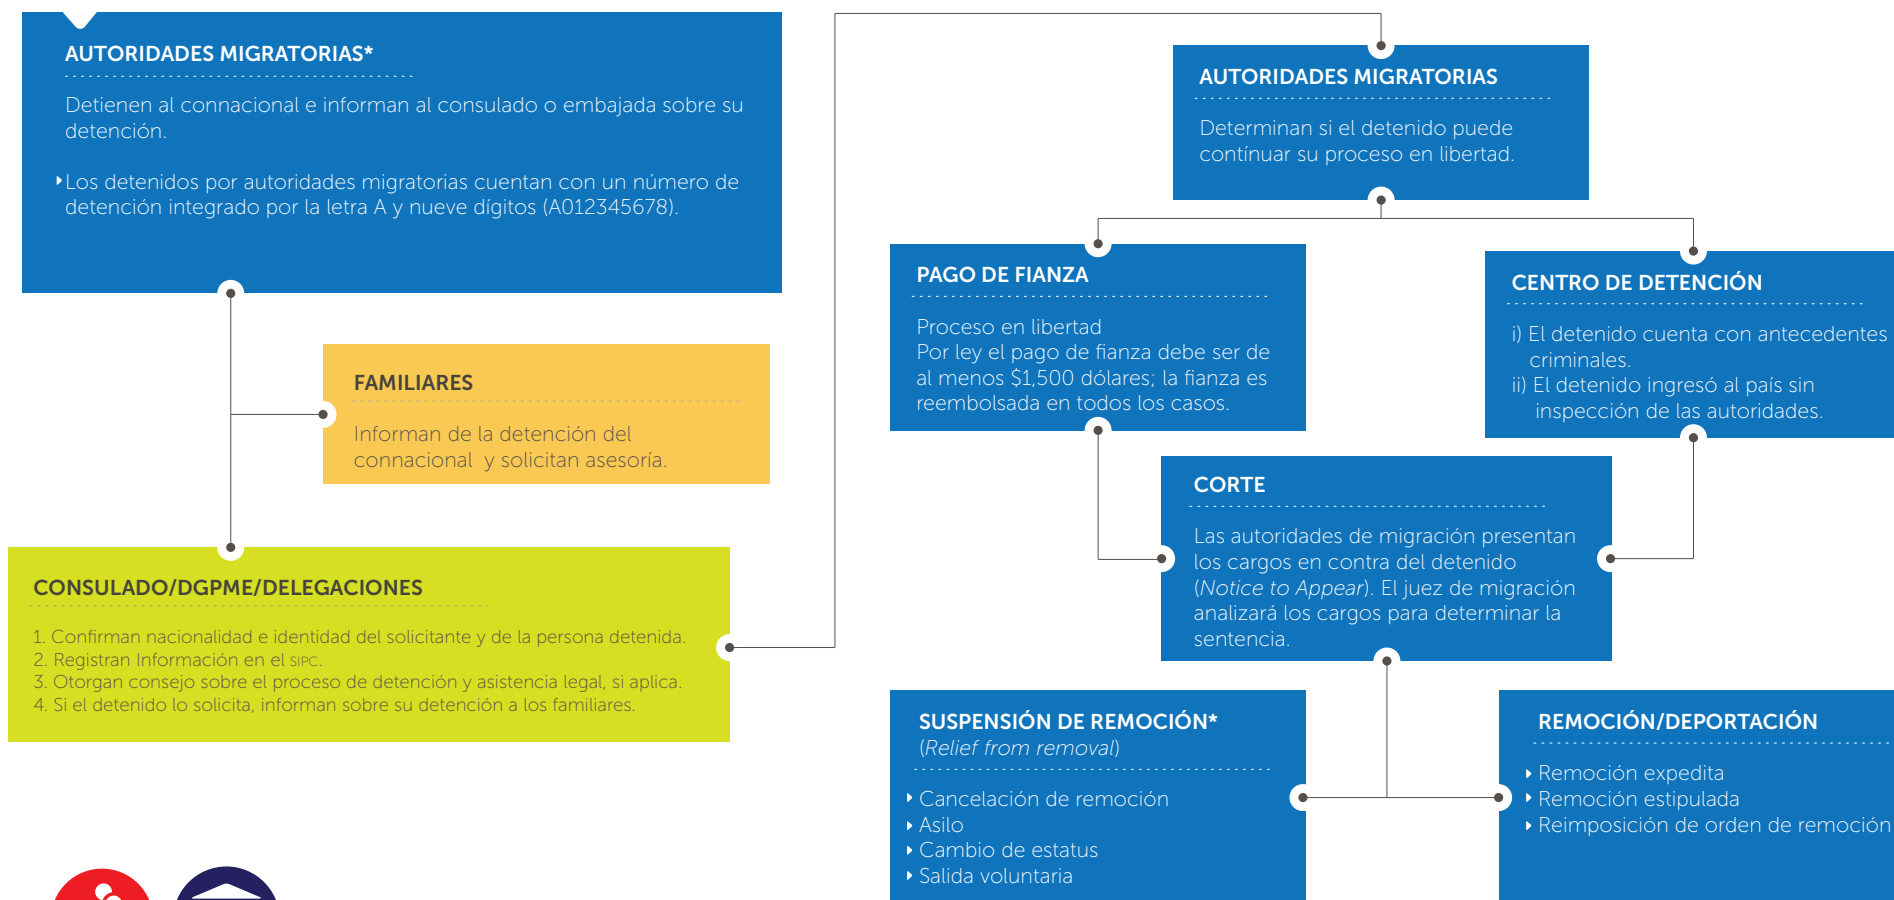 AUTORIDADES MIGRATORIAS*
Detienen al connacional e informan al consulado o embajada sobre su
detención.
Los detenidos por autoridades migratorias cuentan con un número de
detención integrado por la letra A y nueve dígitos (A012345678).
FAMILIARES
Informan de la detención del
connacional y solicitan asesoría.
CONSULADO/DGPME/DELEGACIONES
1. Confirman nacionalidad e identidad del solicitante y de la persona detenida.
2. Registran Información en el SIPC.
3. Otorgan consejo sobre el proceso de detención y asistencia legal, si aplica.
4. Si el detenido lo solicita, informan sobre su detención a los familiares.
AUTORIDADES MIGRATORIAS
Determinan si el detenido puede
contínuar su proceso en libertad.
PAGO DE FIANZA
Proceso en libertad
Por ley el pago de fianza debe ser de
al menos $1,500 dólares; la fianza es
reembolsada en todos los casos.
CENTRO DE DETENCIÓN
i) El detenido cuenta con antecedentes
criminales.
ii) El detenido ingresó al país sin
inspección de las autoridades.
CORTE
Las autoridades de migración presentan
los cargos en contra del detenido
(Notice to Appear). El juez de migración
analizará los cargos para determinar la
sentencia.
SUSPENSIÓN DE REMOCIÓN*
(Relief from removal)
Cancelación de remoción
Asilo
Cambio de estatus
Salida voluntaria
REMOCIÓN/DEPORTACIÓN
Remoción expedita
Remoción estipulada
Reimposición de orden de remoción